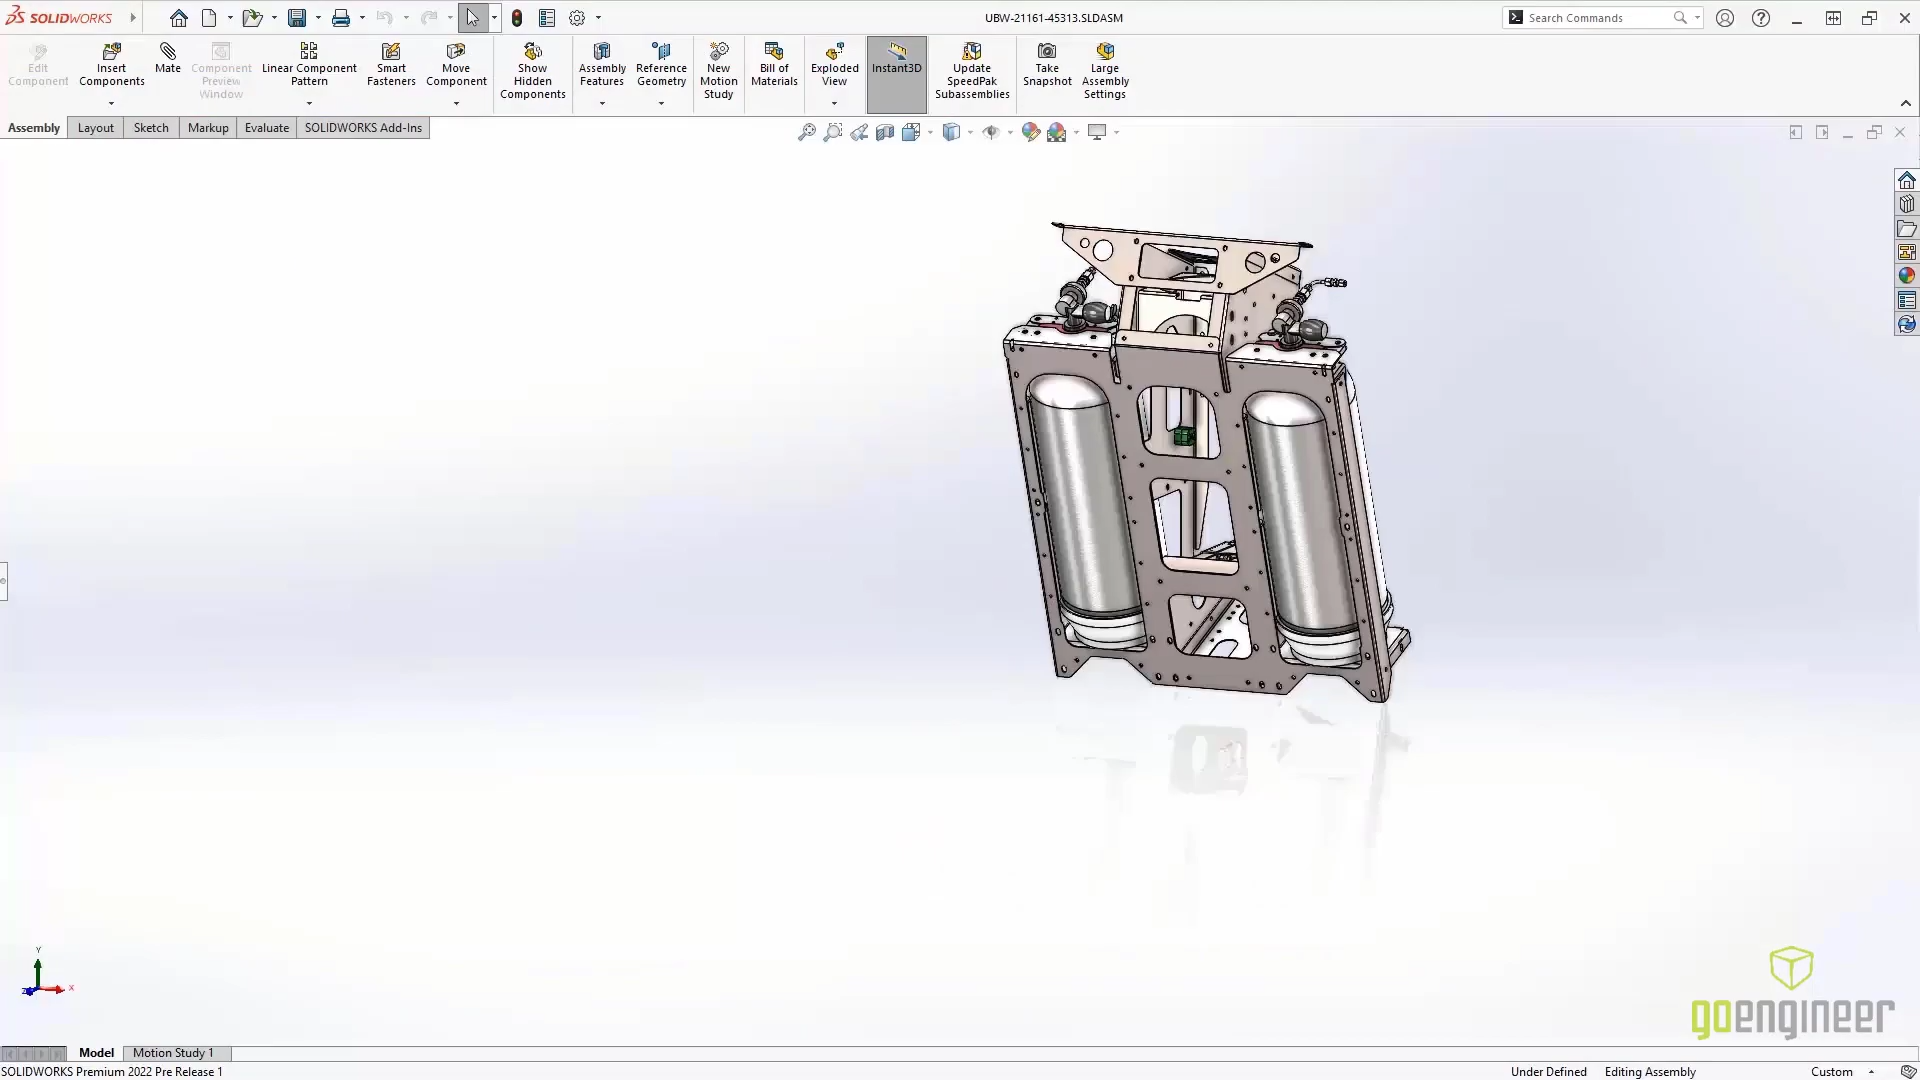 SOLIDWORKS
UBW-21161-45313.SLDASM
Search Commands
Edit
Component
Insert
Components
Mate
Component
Preview
Window
Linear Component
Pattern
Smart
Fasteners
Move
Component
Show
Hidden
Components
Assembly
Features
Reference
Geometry
New
Motion
Study
Bill of
Materials
Exploded
View
Instant3D
Update
SpeedPak
Subassemblies
Take
Snapshot
Large
Assembly
Settings
Assembly
Layout
Sketch
Markup
Evaluate
SOLIDWORKS Add-Ins
Y
Z
X
goengineer
Model
Motion Study 1
SOLIDWORKS Premium 2022 Pre Release 1
Under Defined
Editing Assembly
Custom